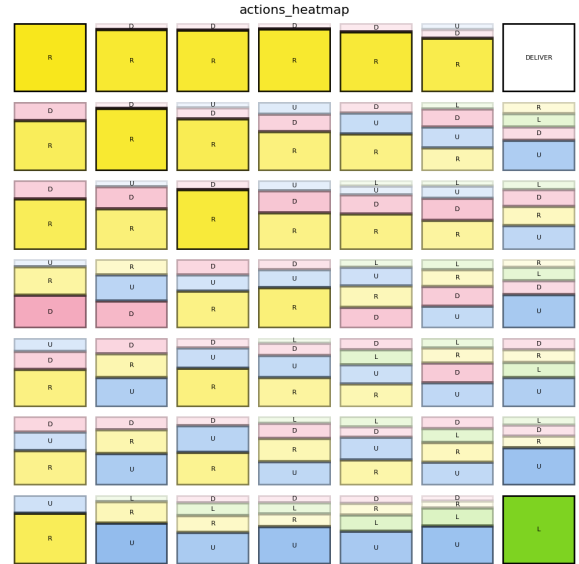 actions_heatmap
D D D D U
D
R R R R R R DELIVER
D D U U D L R
D D U D L
U D
R R R R R R U
D U D U L L L
D D U U D
D D R
R R R R R R U
U R D D L L R
R U U U U R L
R D D
D D R R D U U
U D D L D L D
D R U D L R R
U D L
R U R U U U U
R R
D D D L L D L
U R U D D L D
R U R
R U R U R U U
U L D D D D L
R L L R R
R R L L
R U U U U U